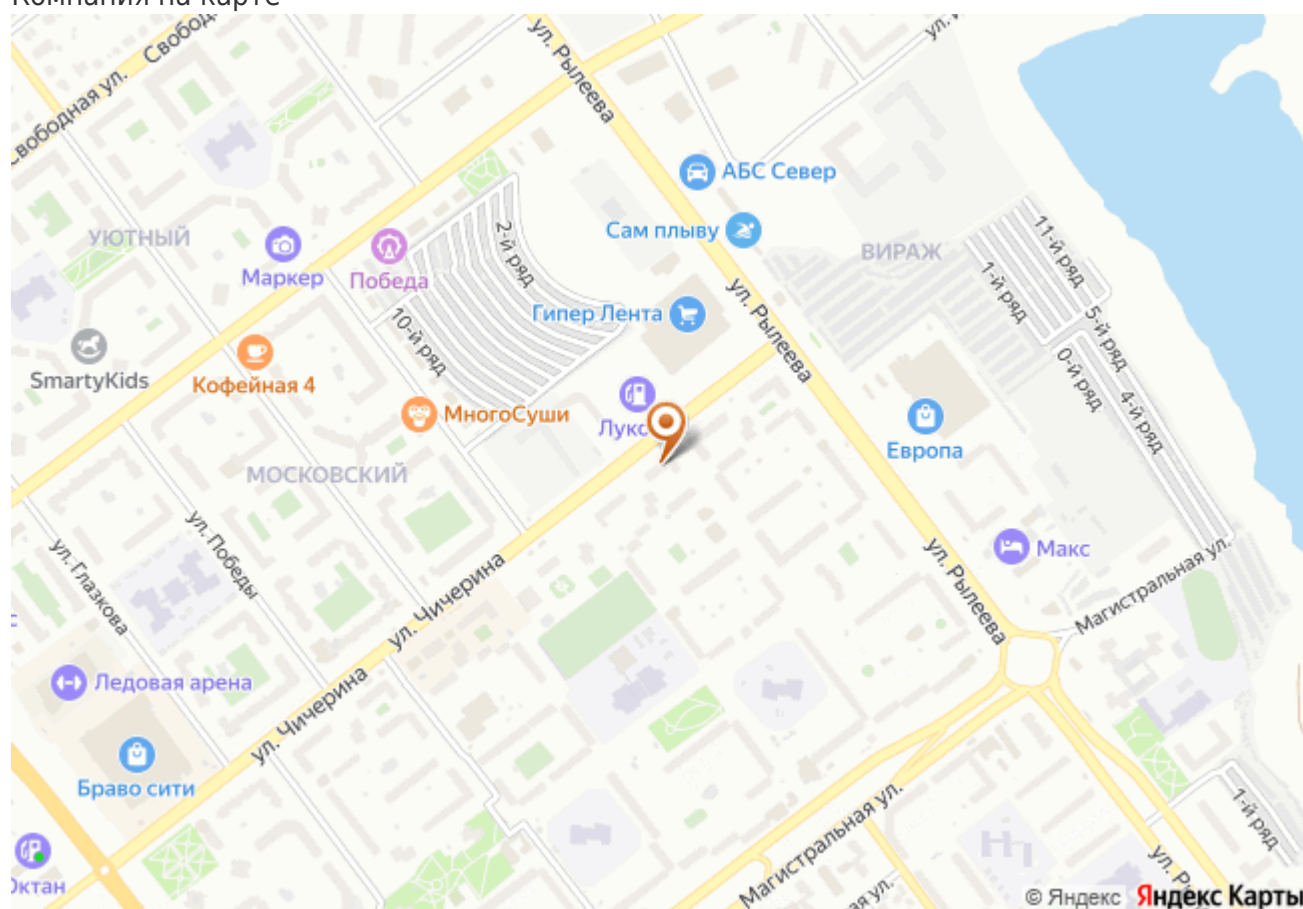 Компания на карте
Свободная ул.
ул. Рылеева
АБС Север
11-й ряд
УЮТНЫЙ
2-й ряд
Сам плыву
ВИРАЖ
Маркер
Победа
1-й ряд
5-й ряд
Гипер Лента
ул. Рылеева
10-й ряд
0-й ряд
4-й ряд
SmartyKids
Кофейная 4
МногоСуши
Европа
МОСКОВСКИЙ
ул. Победы
ул. Глазкова
Макс
ул. Рылеева
Магистральная ул.
ул. Чичерина
Ледовая арена
ул. Чичерина
Браво сити
1-й ряд
Магистральная ул.
© Яндекс Яндекс Карты